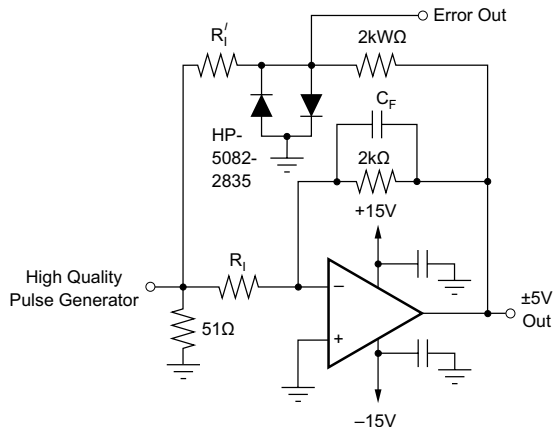 Error Out
R′I
2kWΩ
CF
HP-
5082-
2835
2kΩ
+15V
RI
High Quality
Pulse Generator
−
+
±5V
Out
51Ω
–15V